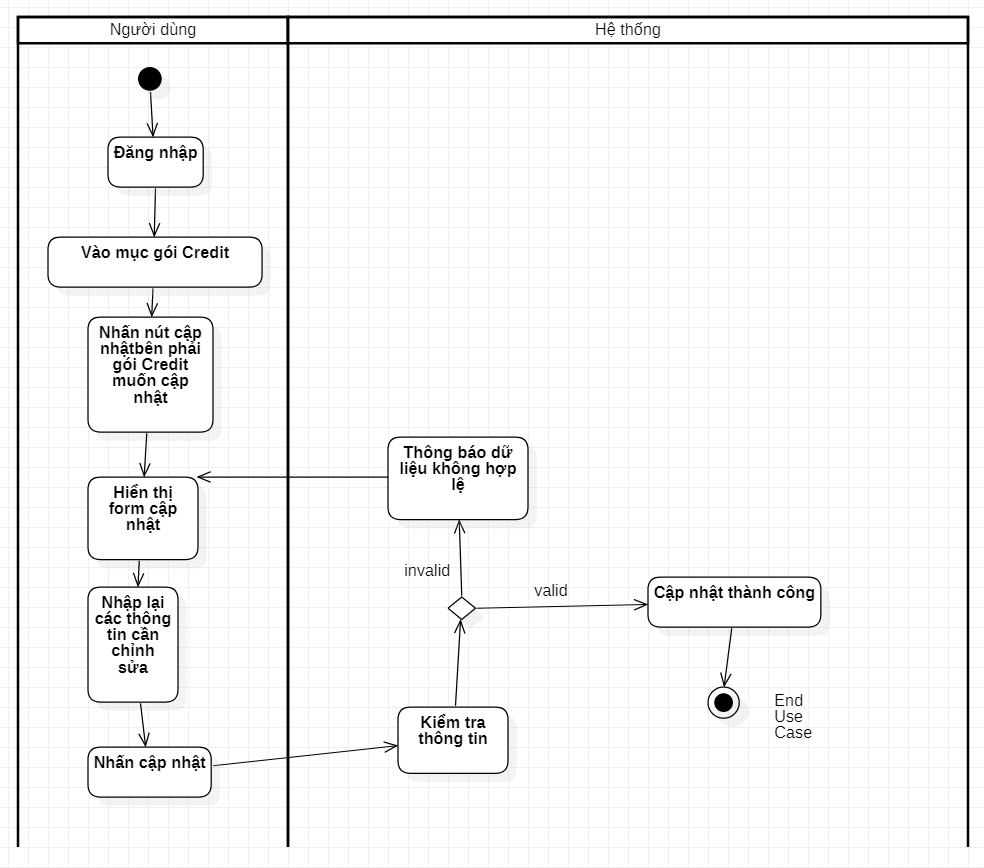 Người dùng
Hệ thống
Đăng nhập
Vào mục gói Credit
Nhấn nút cập
nhậtbên phải
gói Credit
muốn cập
nhật
Hiển thị
form cập
nhật
Nhập lại
các thông
tin cần
chỉnh
sửa
Nhấn cập nhật
Thông báo dữ
liệu không hợp
lệ
invalid
valid
Cập nhật thành công
Kiểm tra
thông tin
End
Use
Case